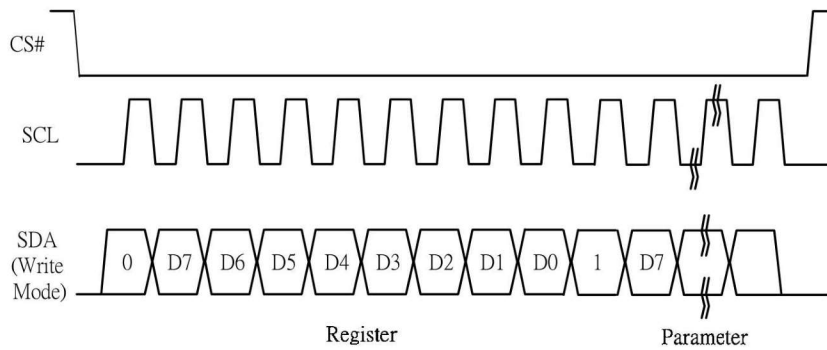 CS#
SCL
SDA
(Write
Mode)
0 D7 D6 D5 D4 D3 D2 D1 D0 1 D7
Register Parameter